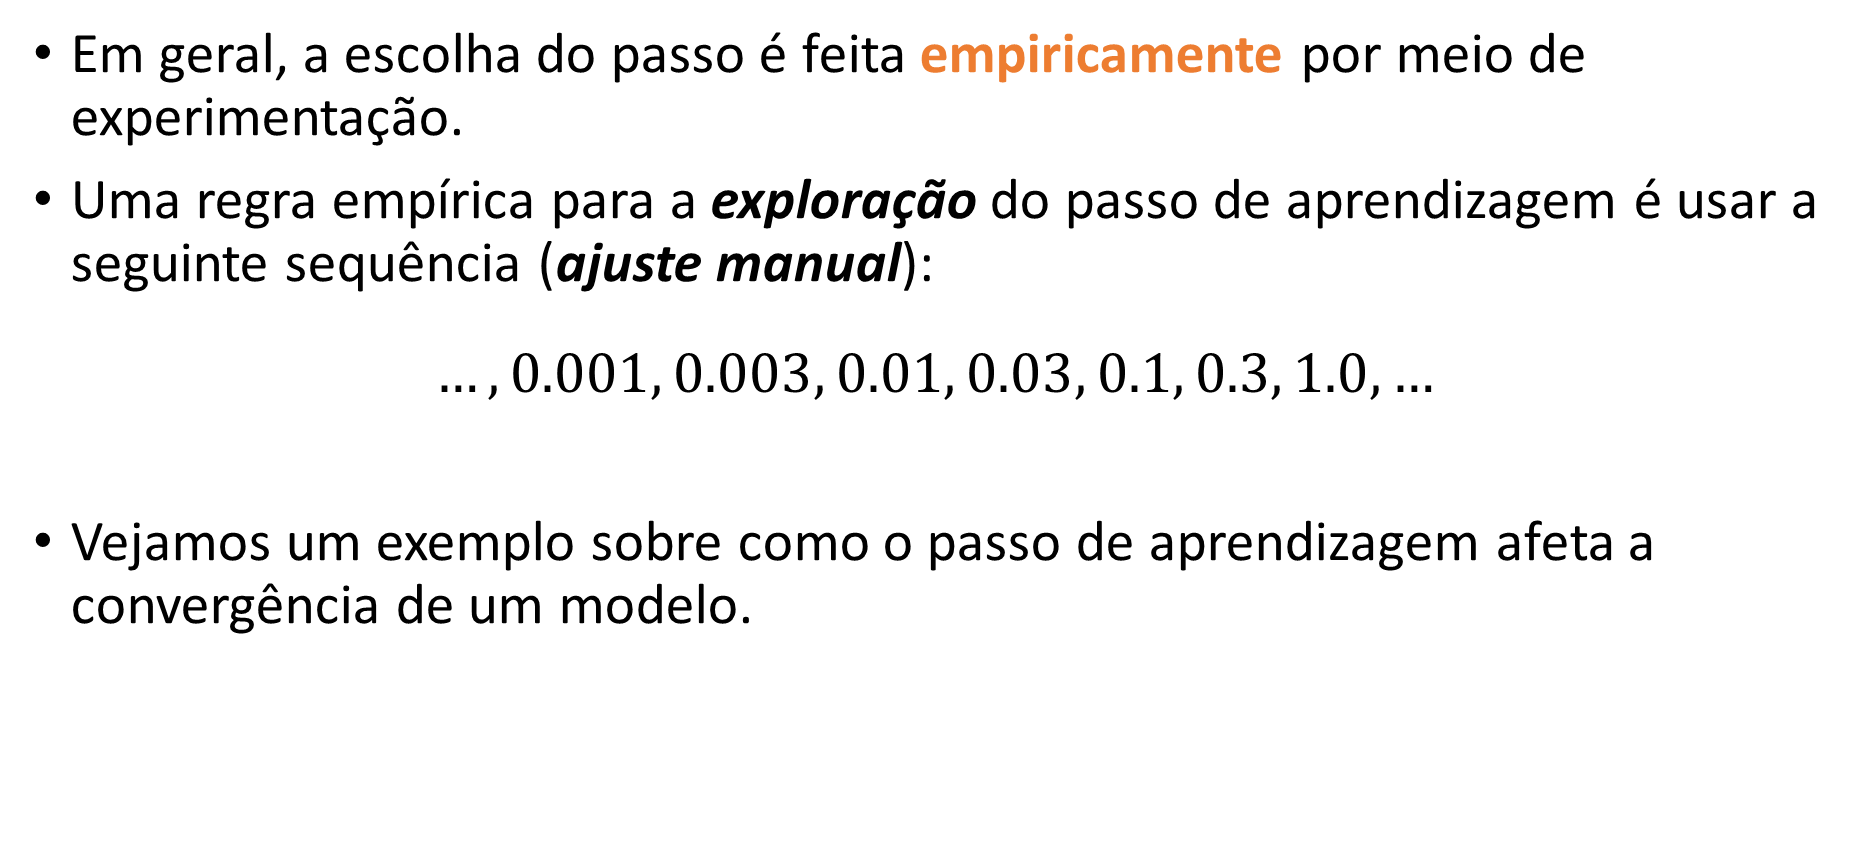 • Em geral, a escolha do passo é feita empiricamente por meio de
experimentação.
• Uma regra empírica para a exploração do passo de aprendizagem é usar a
seguinte sequência (ajuste manual):
… , 0.001, 0.003, 0.01, 0.03, 0.1, 0.3, 1.0, …
• Vejamos um exemplo sobre como o passo de aprendizagem afeta a
convergência de um modelo.